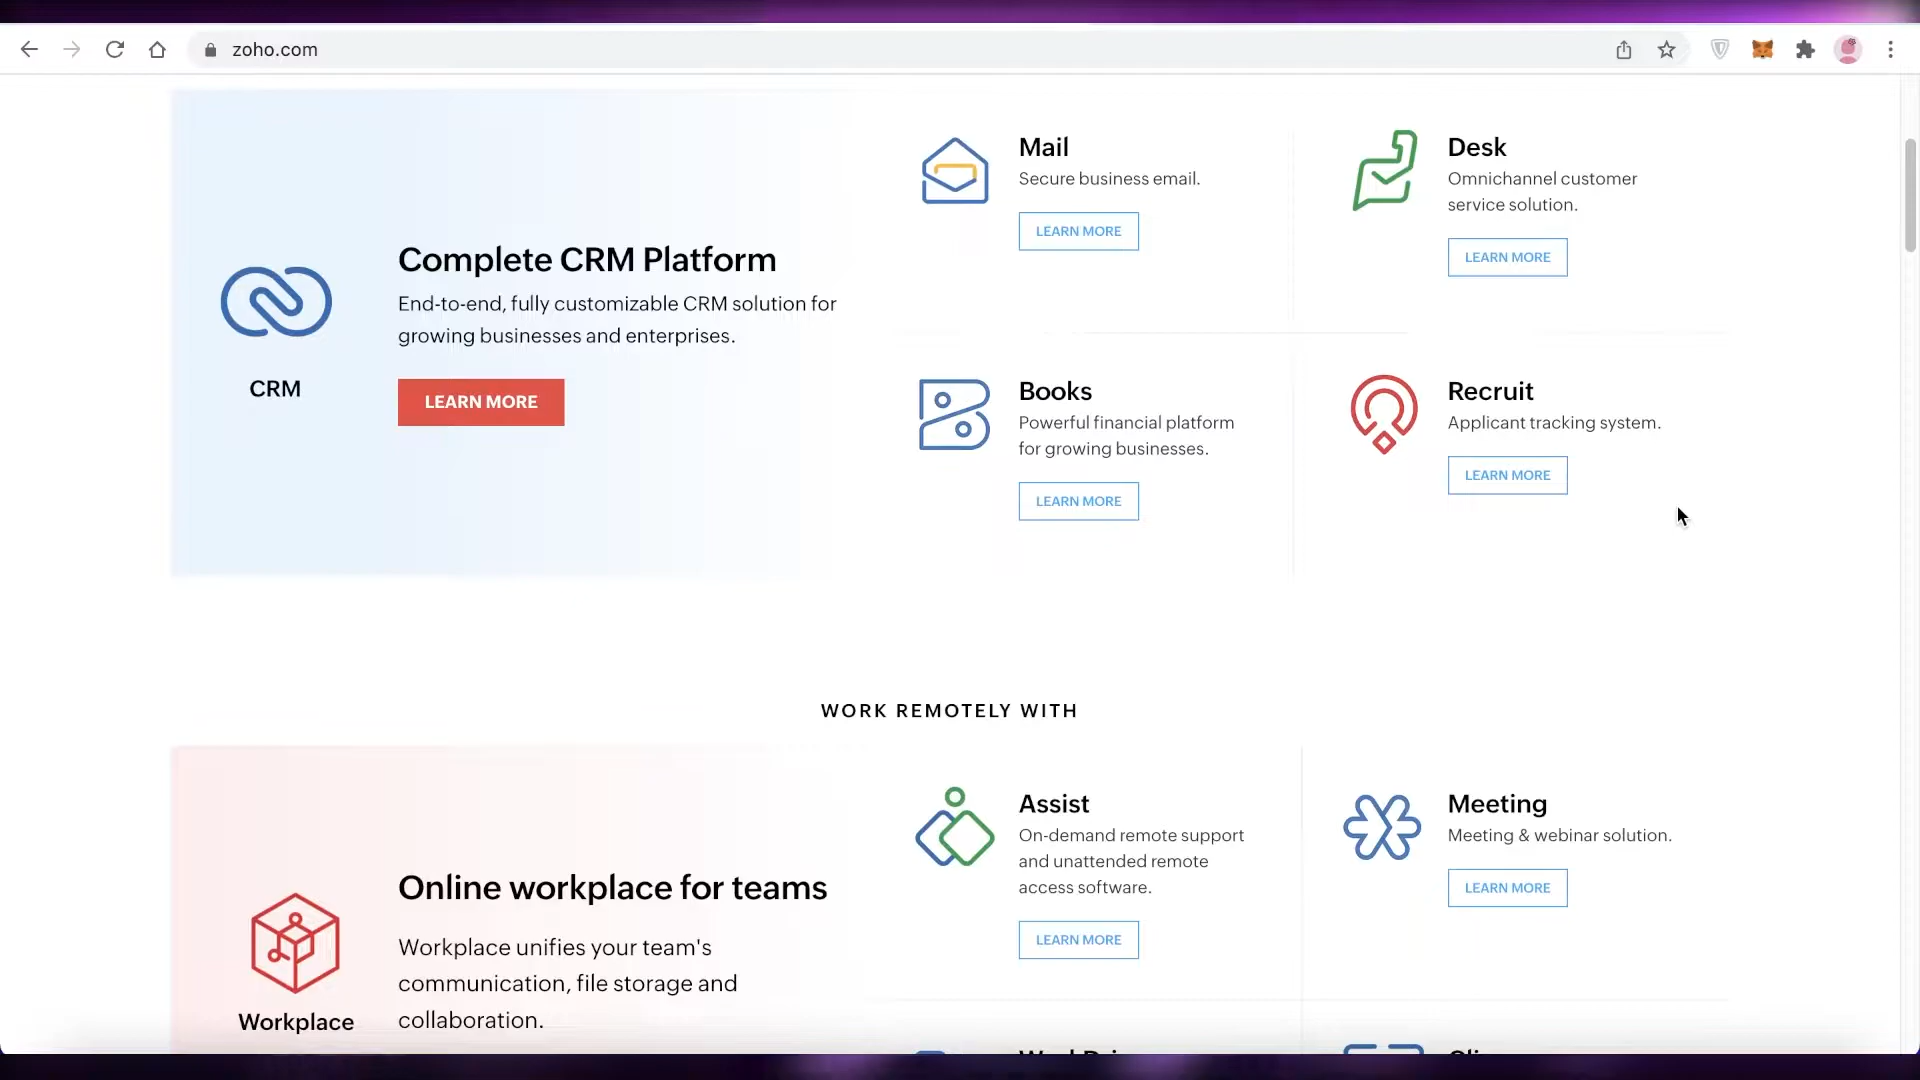 zoho.com
Complete CRM Platform
End-to-end, fully customizable CRM solution for
growing businesses and enterprises.
CRM
LEARN MORE
Mail
Secure business email.
LEARN MORE
Desk
Omnichannel customer
service solution.
LEARN MORE
Books
Powerful financial platform
for growing businesses.
LEARN MORE
Recruit
Applicant tracking system.
LEARN MORE
WORK REMOTELY WITH
Online workplace for teams
Workplace unifies your team's
communication, file storage and
collaboration.
Workplace
Assist
On-demand remote support
and unattended remote
access software.
LEARN MORE
Meeting
Meeting & webinar solution.
LEARN MORE